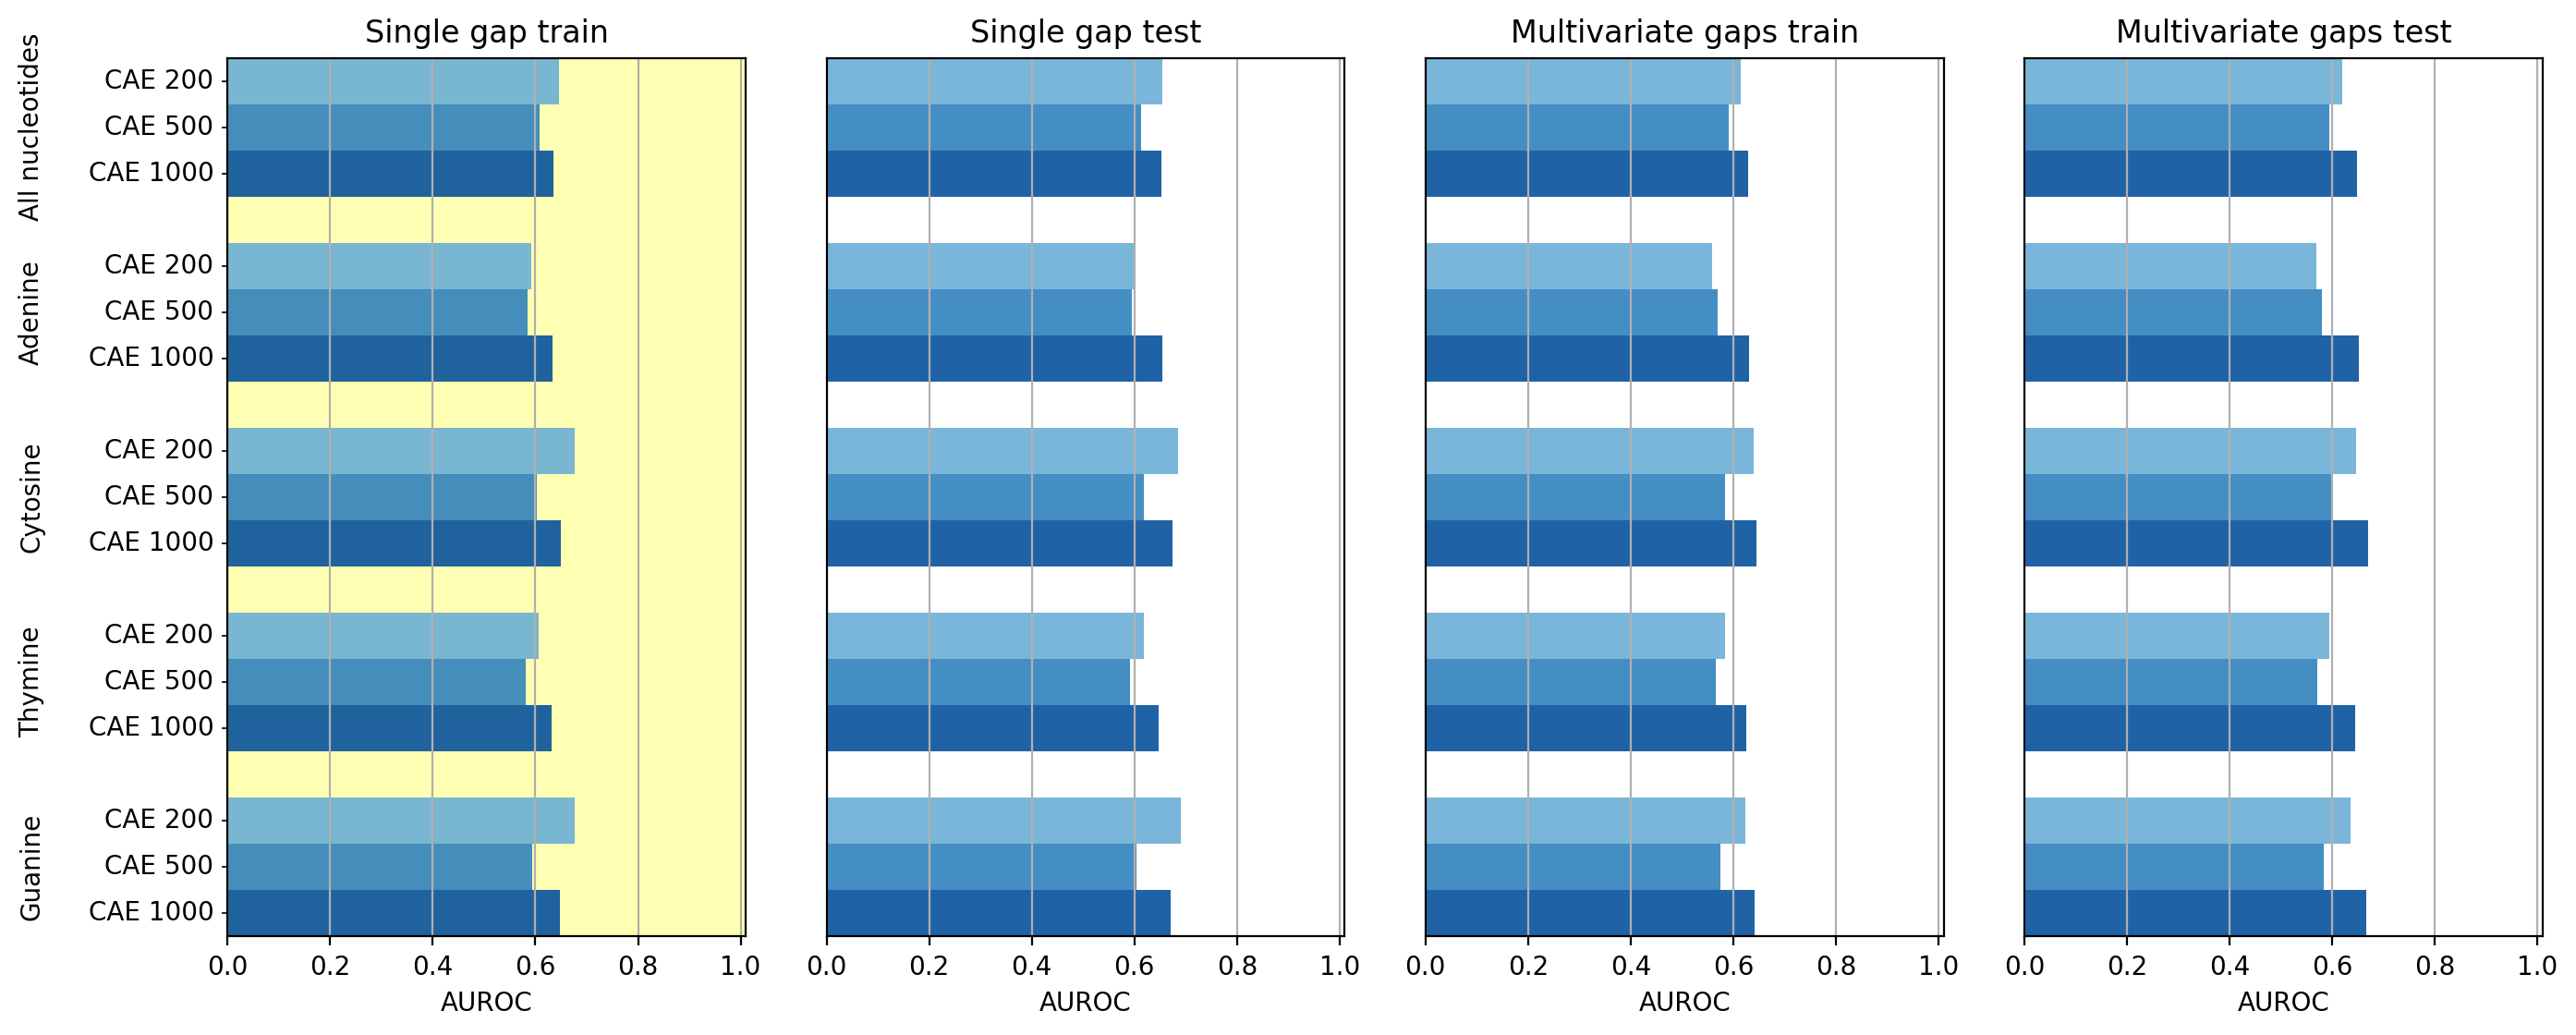 Single gap train
Single gap test
Multivariate gaps train
Multivariate gaps test
All nucleotides
CAE 200
CAE 500
CAE 1000
Adenine
CAE 200
CAE 500
CAE 1000
Cytosine
CAE 200
CAE 500
CAE 1000
Thymine
CAE 200
CAE 500
CAE 1000
Guanine
CAE 200
CAE 500
CAE 1000
0.0 0.2 0.4 0.6 0.8 1.0
AUROC
0.0 0.2 0.4 0.6 0.8 1.0
AUROC
0.0 0.2 0.4 0.6 0.8 1.0
AUROC
0.0 0.2 0.4 0.6 0.8 1.0
AUROC